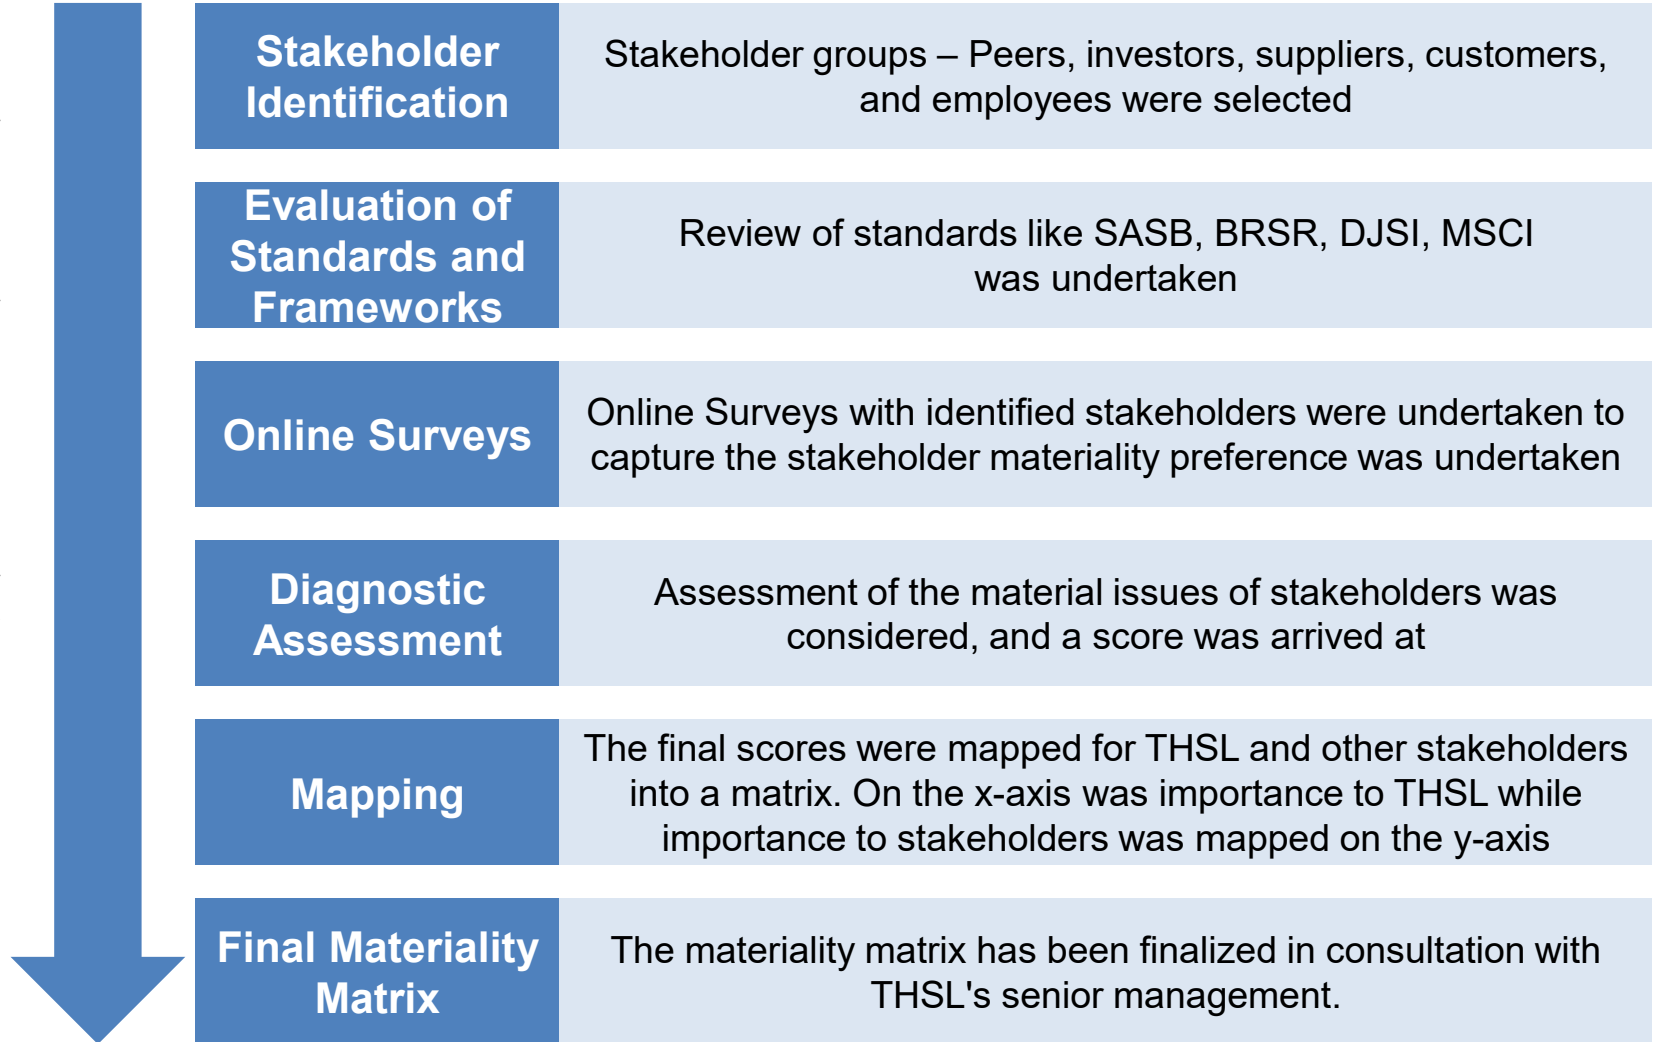 Stakeholder
Identification
Stakeholder groups – Peers, investors, suppliers, customers,
and employees were selected
Evaluation of
Standards and
Frameworks
Review of standards like SASB, BRSR, DJSI, MSCI
was undertaken
Online Surveys
Online Surveys with identified stakeholders were undertaken to
capture the stakeholder materiality preference was undertaken
Diagnostic
Assessment
Assessment of the material issues of stakeholders was
considered, and a score was arrived at
Mapping
The final scores were mapped for THSL and other stakeholders
into a matrix. On the x-axis was importance to THSL while
importance to stakeholders was mapped on the y-axis
Final Materiality
Matrix
The materiality matrix has been finalized in consultation with
THSL's senior management.